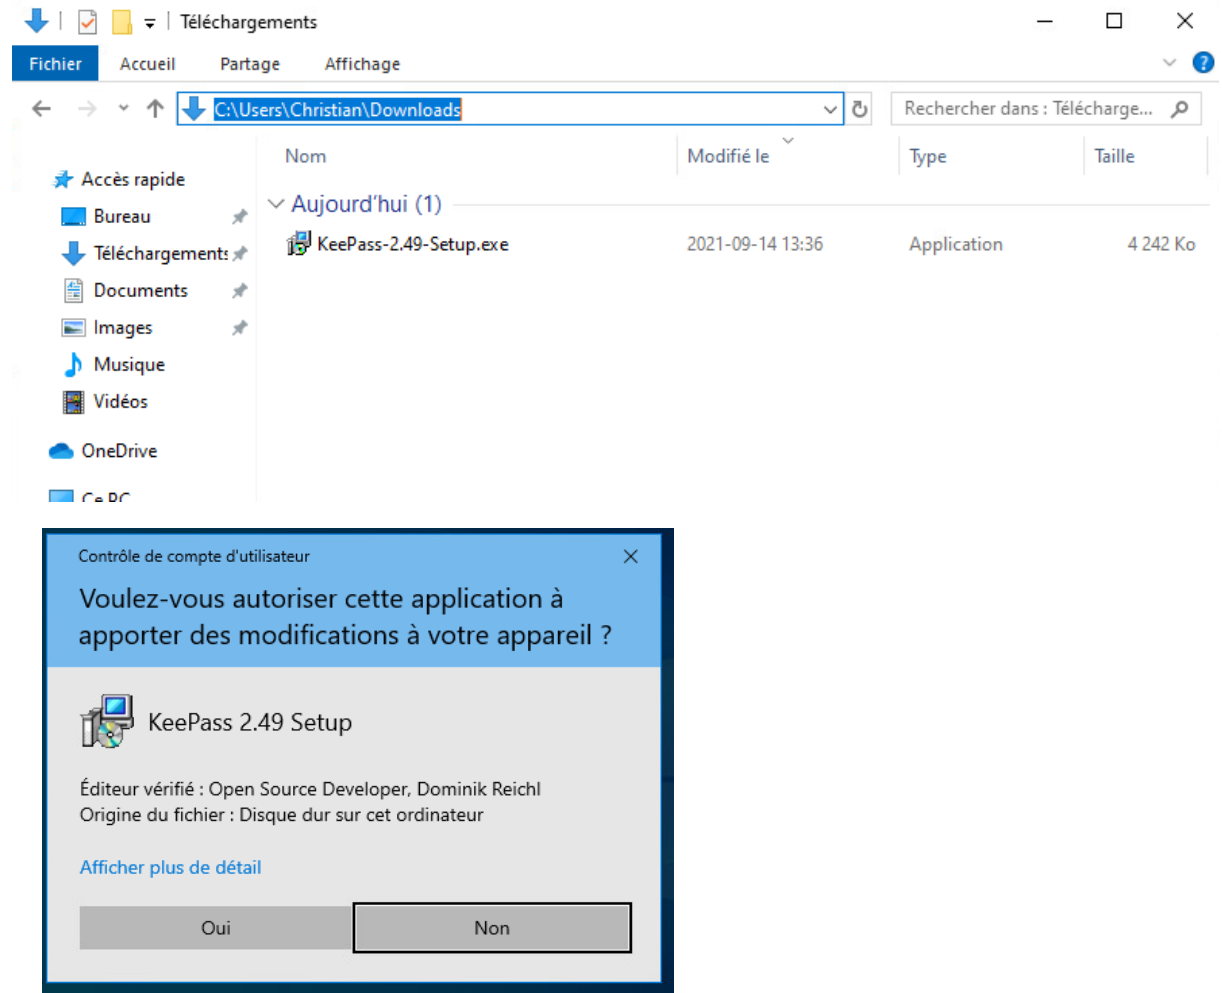 Téléchargements
Fichier Accueil Partage Affichage
C:\Users\Christian\Downloads Rechercher dans : Télécharge...
Nom Modifié le Type Taille
Accès rapide
Bureau
Téléchargements
Documents
Images
Musique
Vidéos
OneDrive
Ce PC
Aujourd'hui (1)
KeePass-2.49-Setup.exe 2021-09-14 13:36 Application 4 242 Ko
Contrôle de compte d'utilisateur
Voulez-vous autoriser cette application à
apporter des modifications à votre appareil ?
KeePass 2.49 Setup
Éditeur vérifié : Open Source Developer, Dominik Reichl
Origine du fichier : Disque dur sur cet ordinateur
Afficher plus de détail
Oui Non